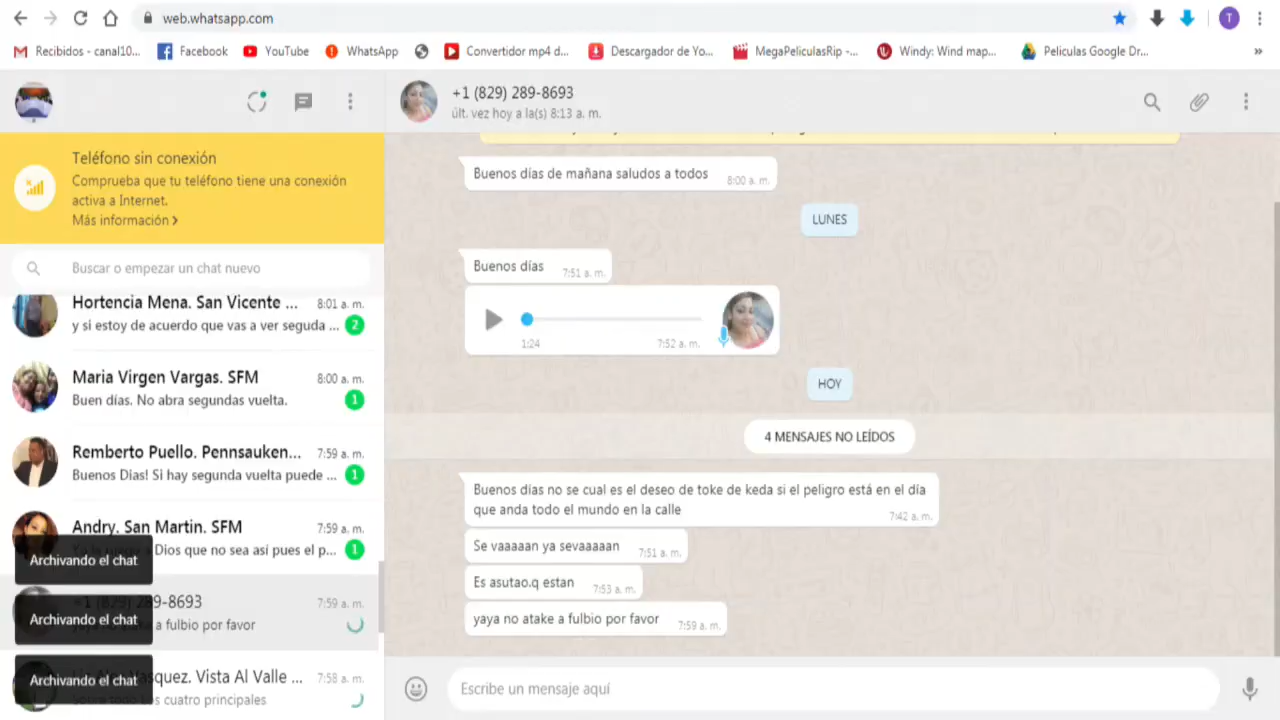 web.whatsapp.com
T
Recibidos - canal10...
Facebook
YouTube
WhatsApp
Convertidor mp4 d...
Descargador de Yo...
MegaPeliculasRip -...
Windy: Wind map...
Peliculas Google Dr...
»
+1 (829) 289-8693
últ. vez hoy a la(s) 8:13 a. m.
Teléfono sin conexión
Comprueba que tu teléfono tiene una conexión
activa a Internet.
Más información >
Buscar o empezar un chat nuevo
Hortencia Mena. San Vicente ... 8:01 a. m.
y si estoy de acuerdo que vas a ver seguda ... 2
Maria Virgen Vargas. SFM 8:00 a. m.
Buen días. No abra segundas vuelta. 1
Remberto Puello. Pennsauken... 7:59 a. m.
Buenos Dias! Si hay segunda vuelta puede ... 1
Andry. San Martin. SFM 7:59 a. m.
a Dios que no sea así pues el p... 1
Archivando el chat
289-8693 7:59 a. m.
Archivando el chat
a fulbio por favor
squez. Vista Al Valle ... 7:58 a. m.
Archivando el chat
cuatro principales
Buenos días de mañana saludos a todos 8:00 a. m.
LUNES
Buenos días 7:51 a. m.
1:24 7:52 a. m.
HOY
4 MENSAJES NO LEÍDOS
Buenos días no se cual es el deseo de toke de keda si el peligro está en el día
que anda todo el mundo en la calle 7:42 a. m.
Se vaaaaan ya sevaaaaan 7:51 a. m.
Es asutao.q estan 7:53 a. m.
yaya no atake a fulbio por favor 7:59 a. m.
Escribe un mensaje aquí